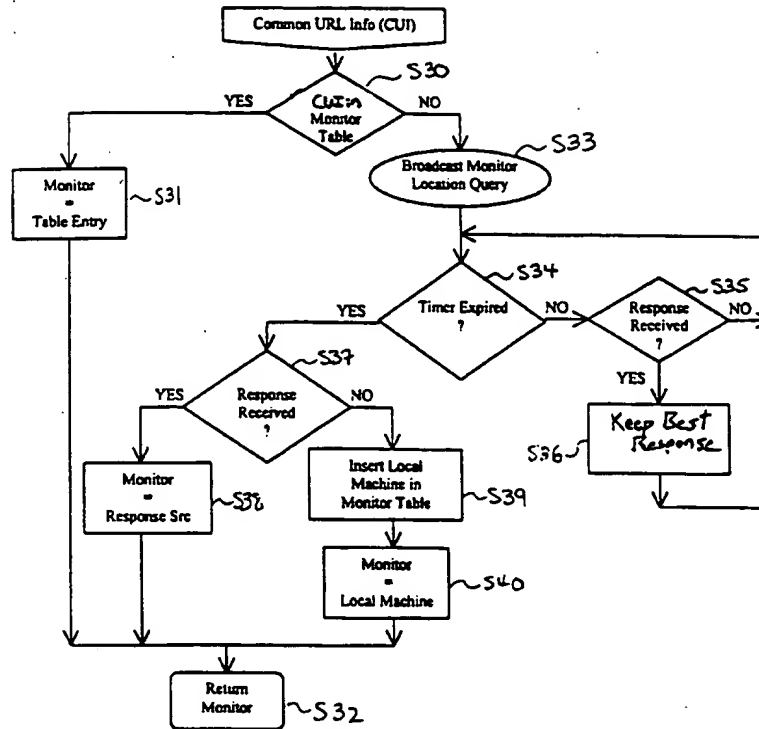 Common URL Info (CUI)
S30
YES
CUI in
Monitor
Table
NO
S33
Broadcast Monitor
Location Query
Monitor
=
Table Entry
S31
S34
Timer Expired
?
YES
NO
S35
Response
Received
?
NO
YES
S37
Response
Received
?
YES
NO
Keep Best
Response
S36
Monitor
=
Response Src
S38
Insert Local
Machine in
Monitor Table
S39
Monitor
=
Local Machine
S40
Return
Monitor
S32